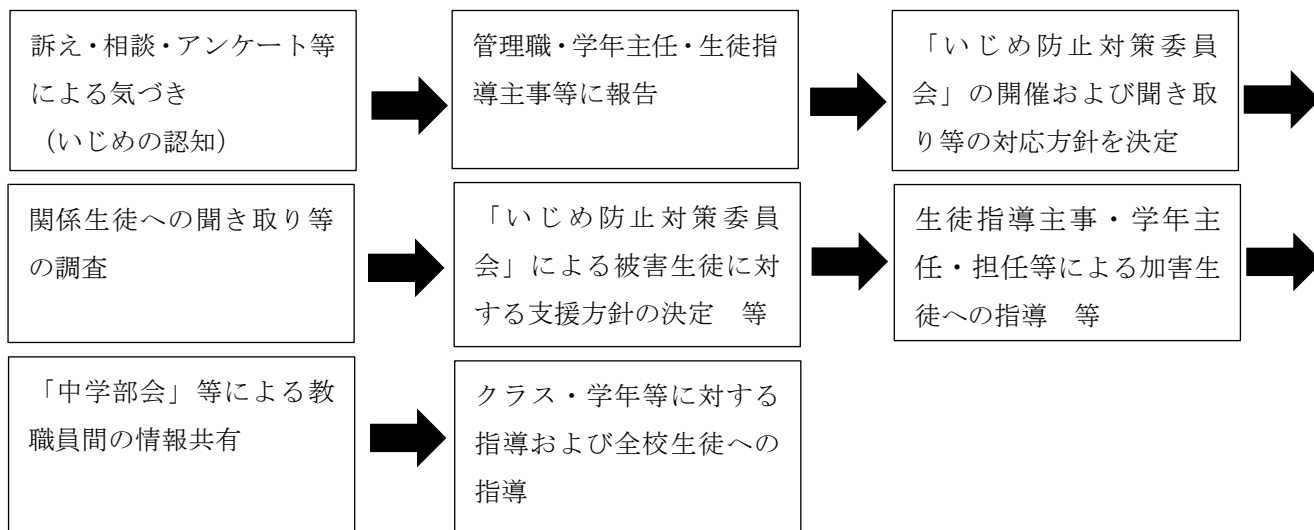 訴え・相談・アンケート等
による気づき
（いじめの認知）
管理職・学年主任・生徒指
導主事等に報告
「いじめ防止対策委員
会」の開催および聞き取
り等の対応方針を決定
関係生徒への聞き取り等
の調査
「いじめ防止対策委員
会」による被害生徒に対
する支援方針の決定　等
生徒指導主事・学年主
任・担任等による加害生
徒への指導　等
「中学部会」等による教
職員間の情報共有
クラス・学年等に対する
指導および全校生徒への
指導